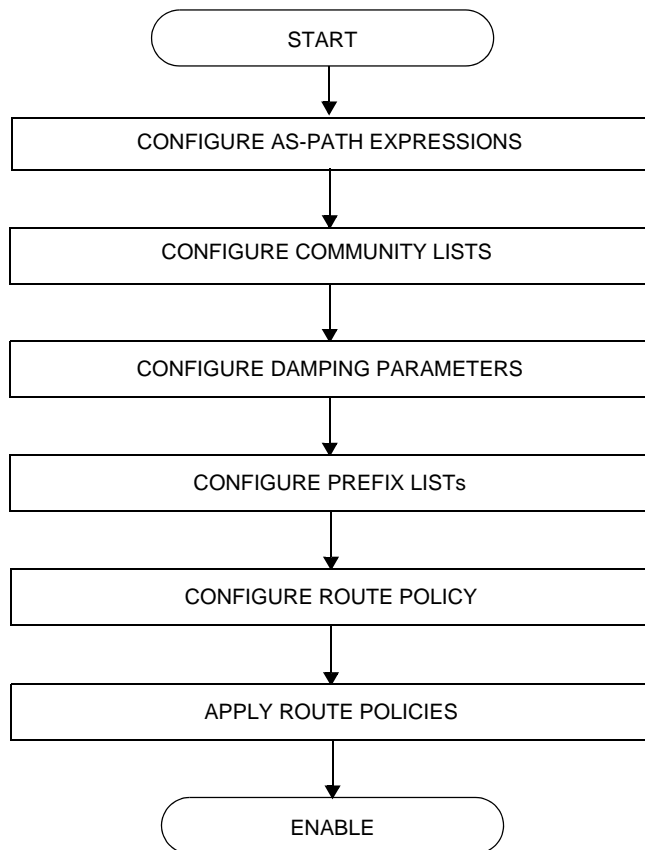 START
CONFIGURE AS-PATH EXPRESSIONS
CONFIGURE COMMUNITY LISTS
CONFIGURE DAMPING PARAMETERS
CONFIGURE PREFIX LISTs
CONFIGURE ROUTE POLICY
APPLY ROUTE POLICIES
ENABLE